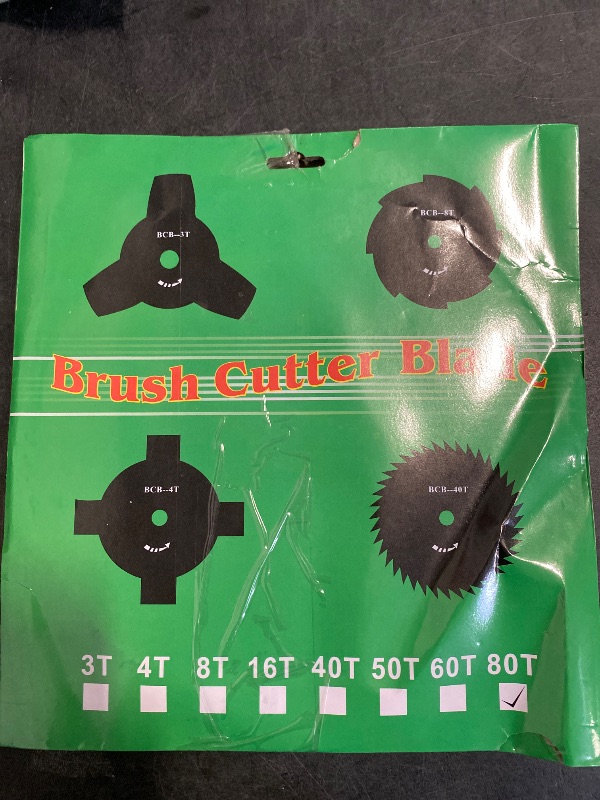 BCB--3T
BCB--8T
Brush Cutter Blade
BCB--4T
BCB--40T
3T 4T 8T 16T 40T 50T 60T 80T